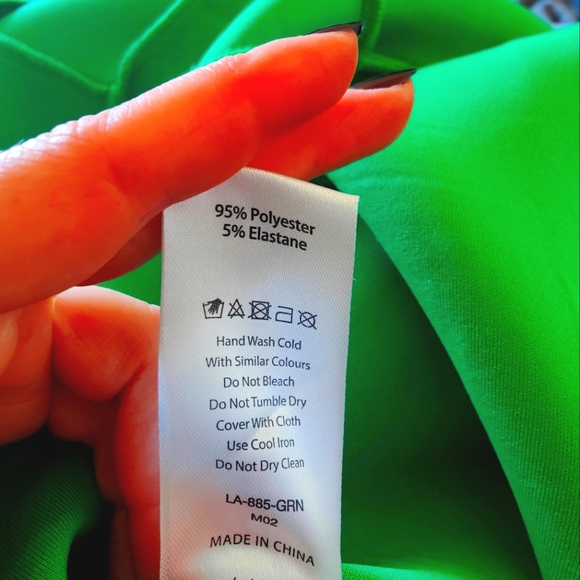 95% Polyester
5% Elastane
Hand Wash Cold
With Similar Colours
Do Not Bleach
Do Not Tumble Dry
Cover With Cloth
Use Cool Iron
Do Not Dry Clean
LA-885-GRN
M02
MADE IN CHINA